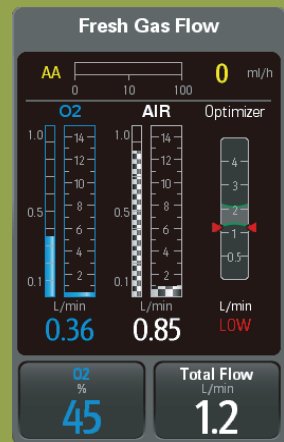 Fresh Gas Flow
AA 0 ml/h
0 10 100
O2 AIR Optimizer
1.0 14 1.0 14
12 12
10 10 4
8 8 3
0.5 6 0.5 6 2
4 4 1
2 2 0.5
0.1 0.1
L/min L/min L/min
0.36 0.85 LOW
O2 Total Flow
% L/min
45 1.2